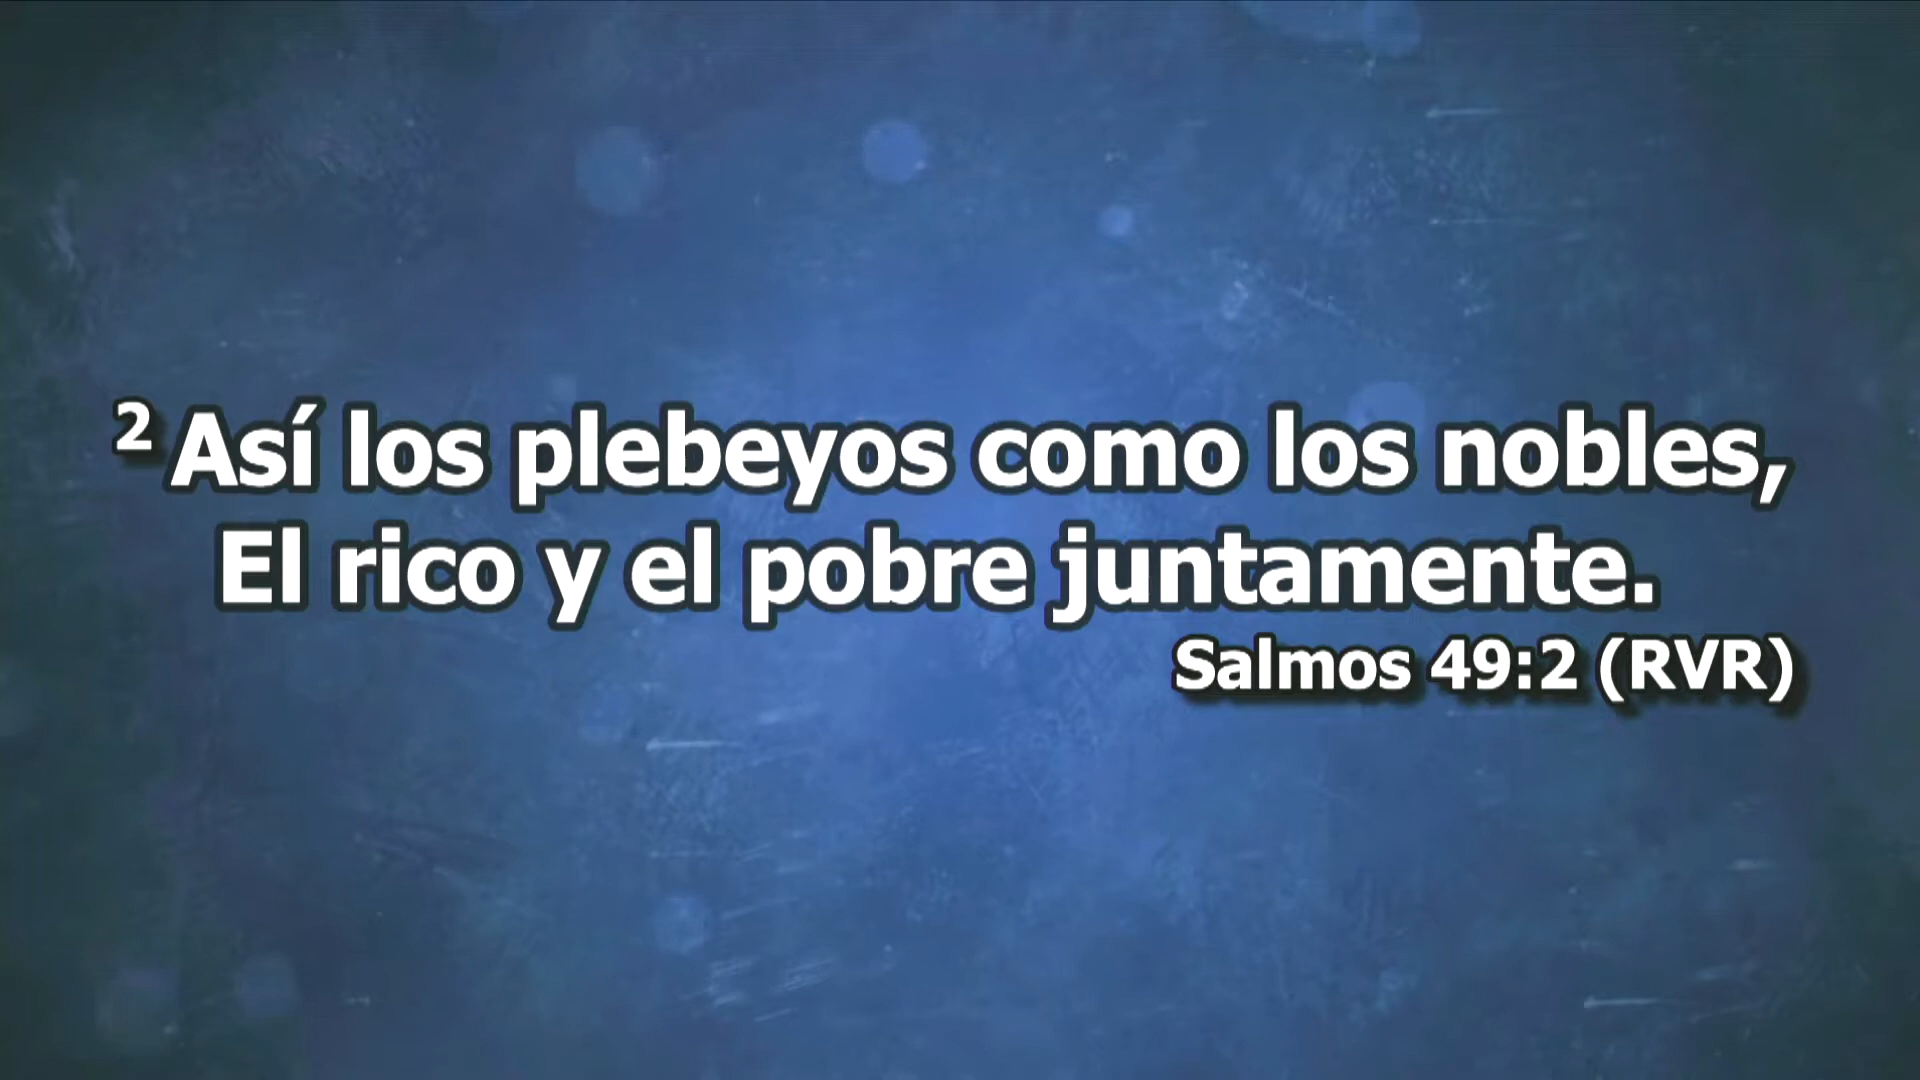 2 Así los plebeyos como los nobles,
El rico y el pobre juntamente.
Salmos 49:2 (RVR)